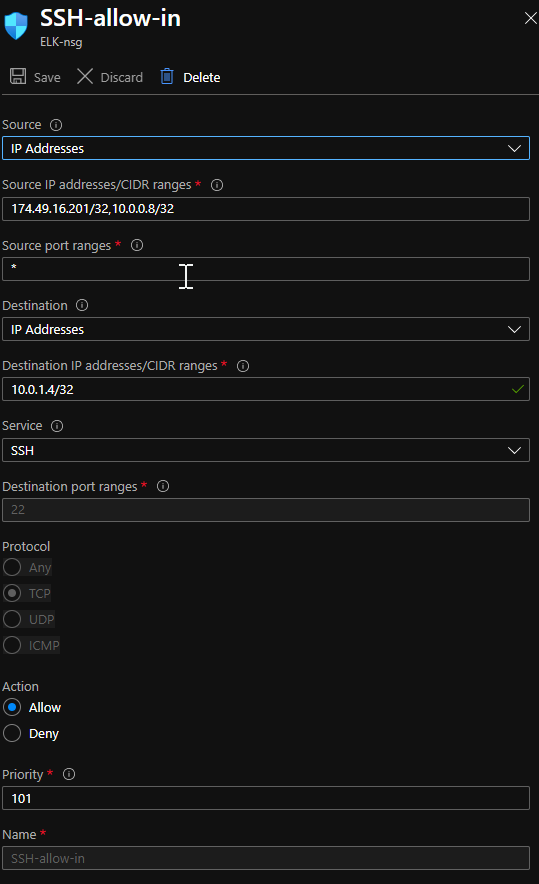 SSH-allow-in
ELK-nsg
Save Discard Delete
Source
IP Addresses
Source IP addresses/CIDR ranges *
174.49.16.201/32,10.0.0.8/32
Source port ranges *
*
Destination
IP Addresses
Destination IP addresses/CIDR ranges *
10.0.1.4/32
Service
SSH
Destination port ranges *
22
Protocol
Any
TCP
UDP
ICMP
Action
Allow
Deny
Priority *
101
Name *
SSH-allow-in